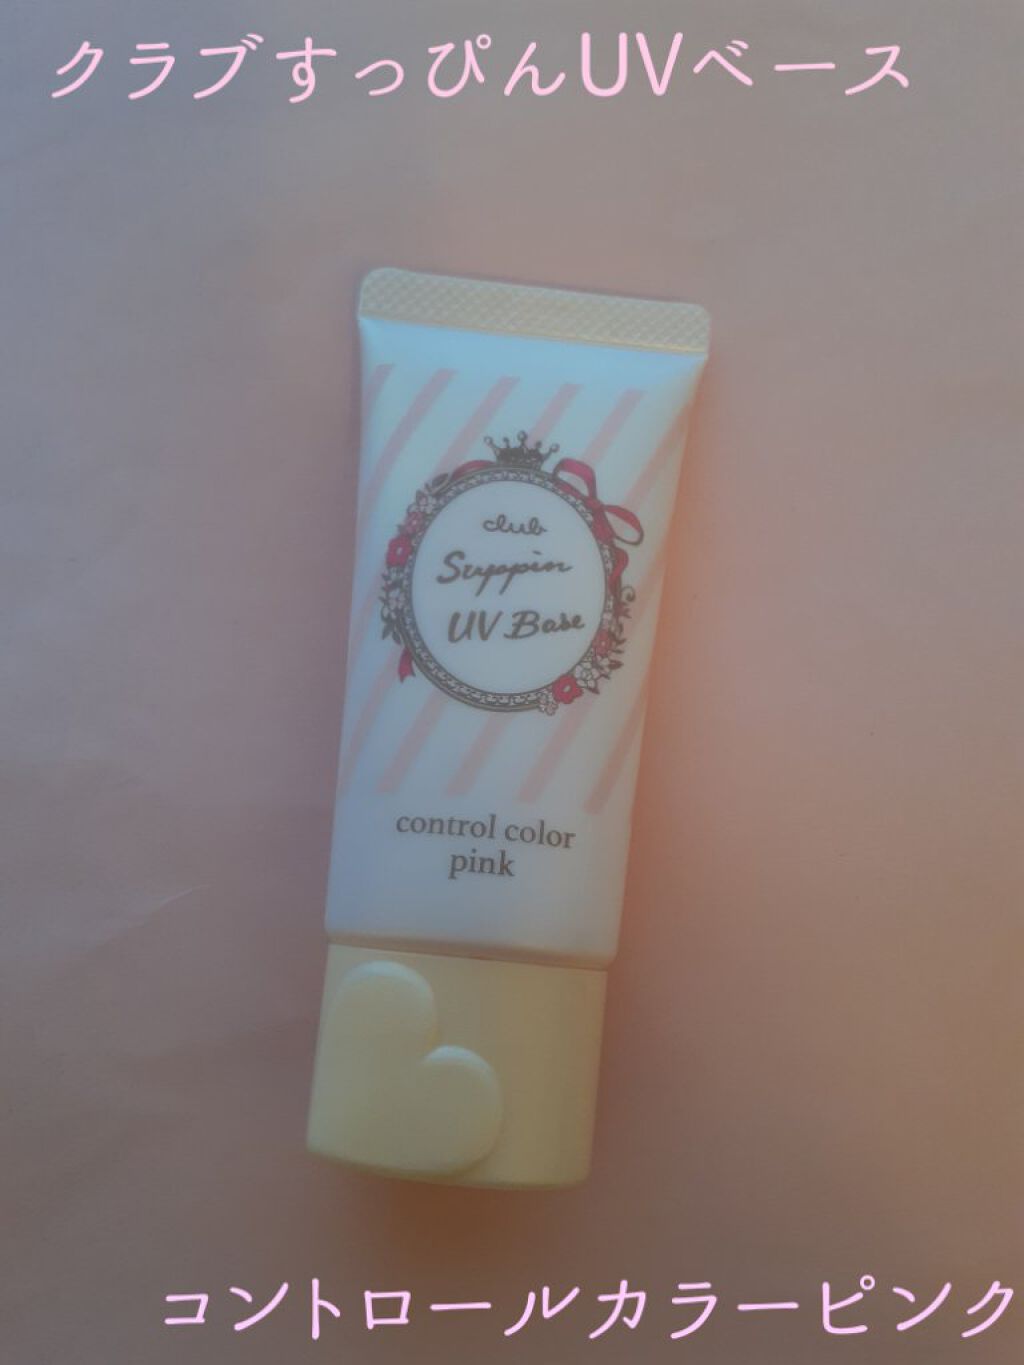 クラブすっぴんUVベース
club
Suppin
UV Base
control color
pink
コントロールカラーピンク